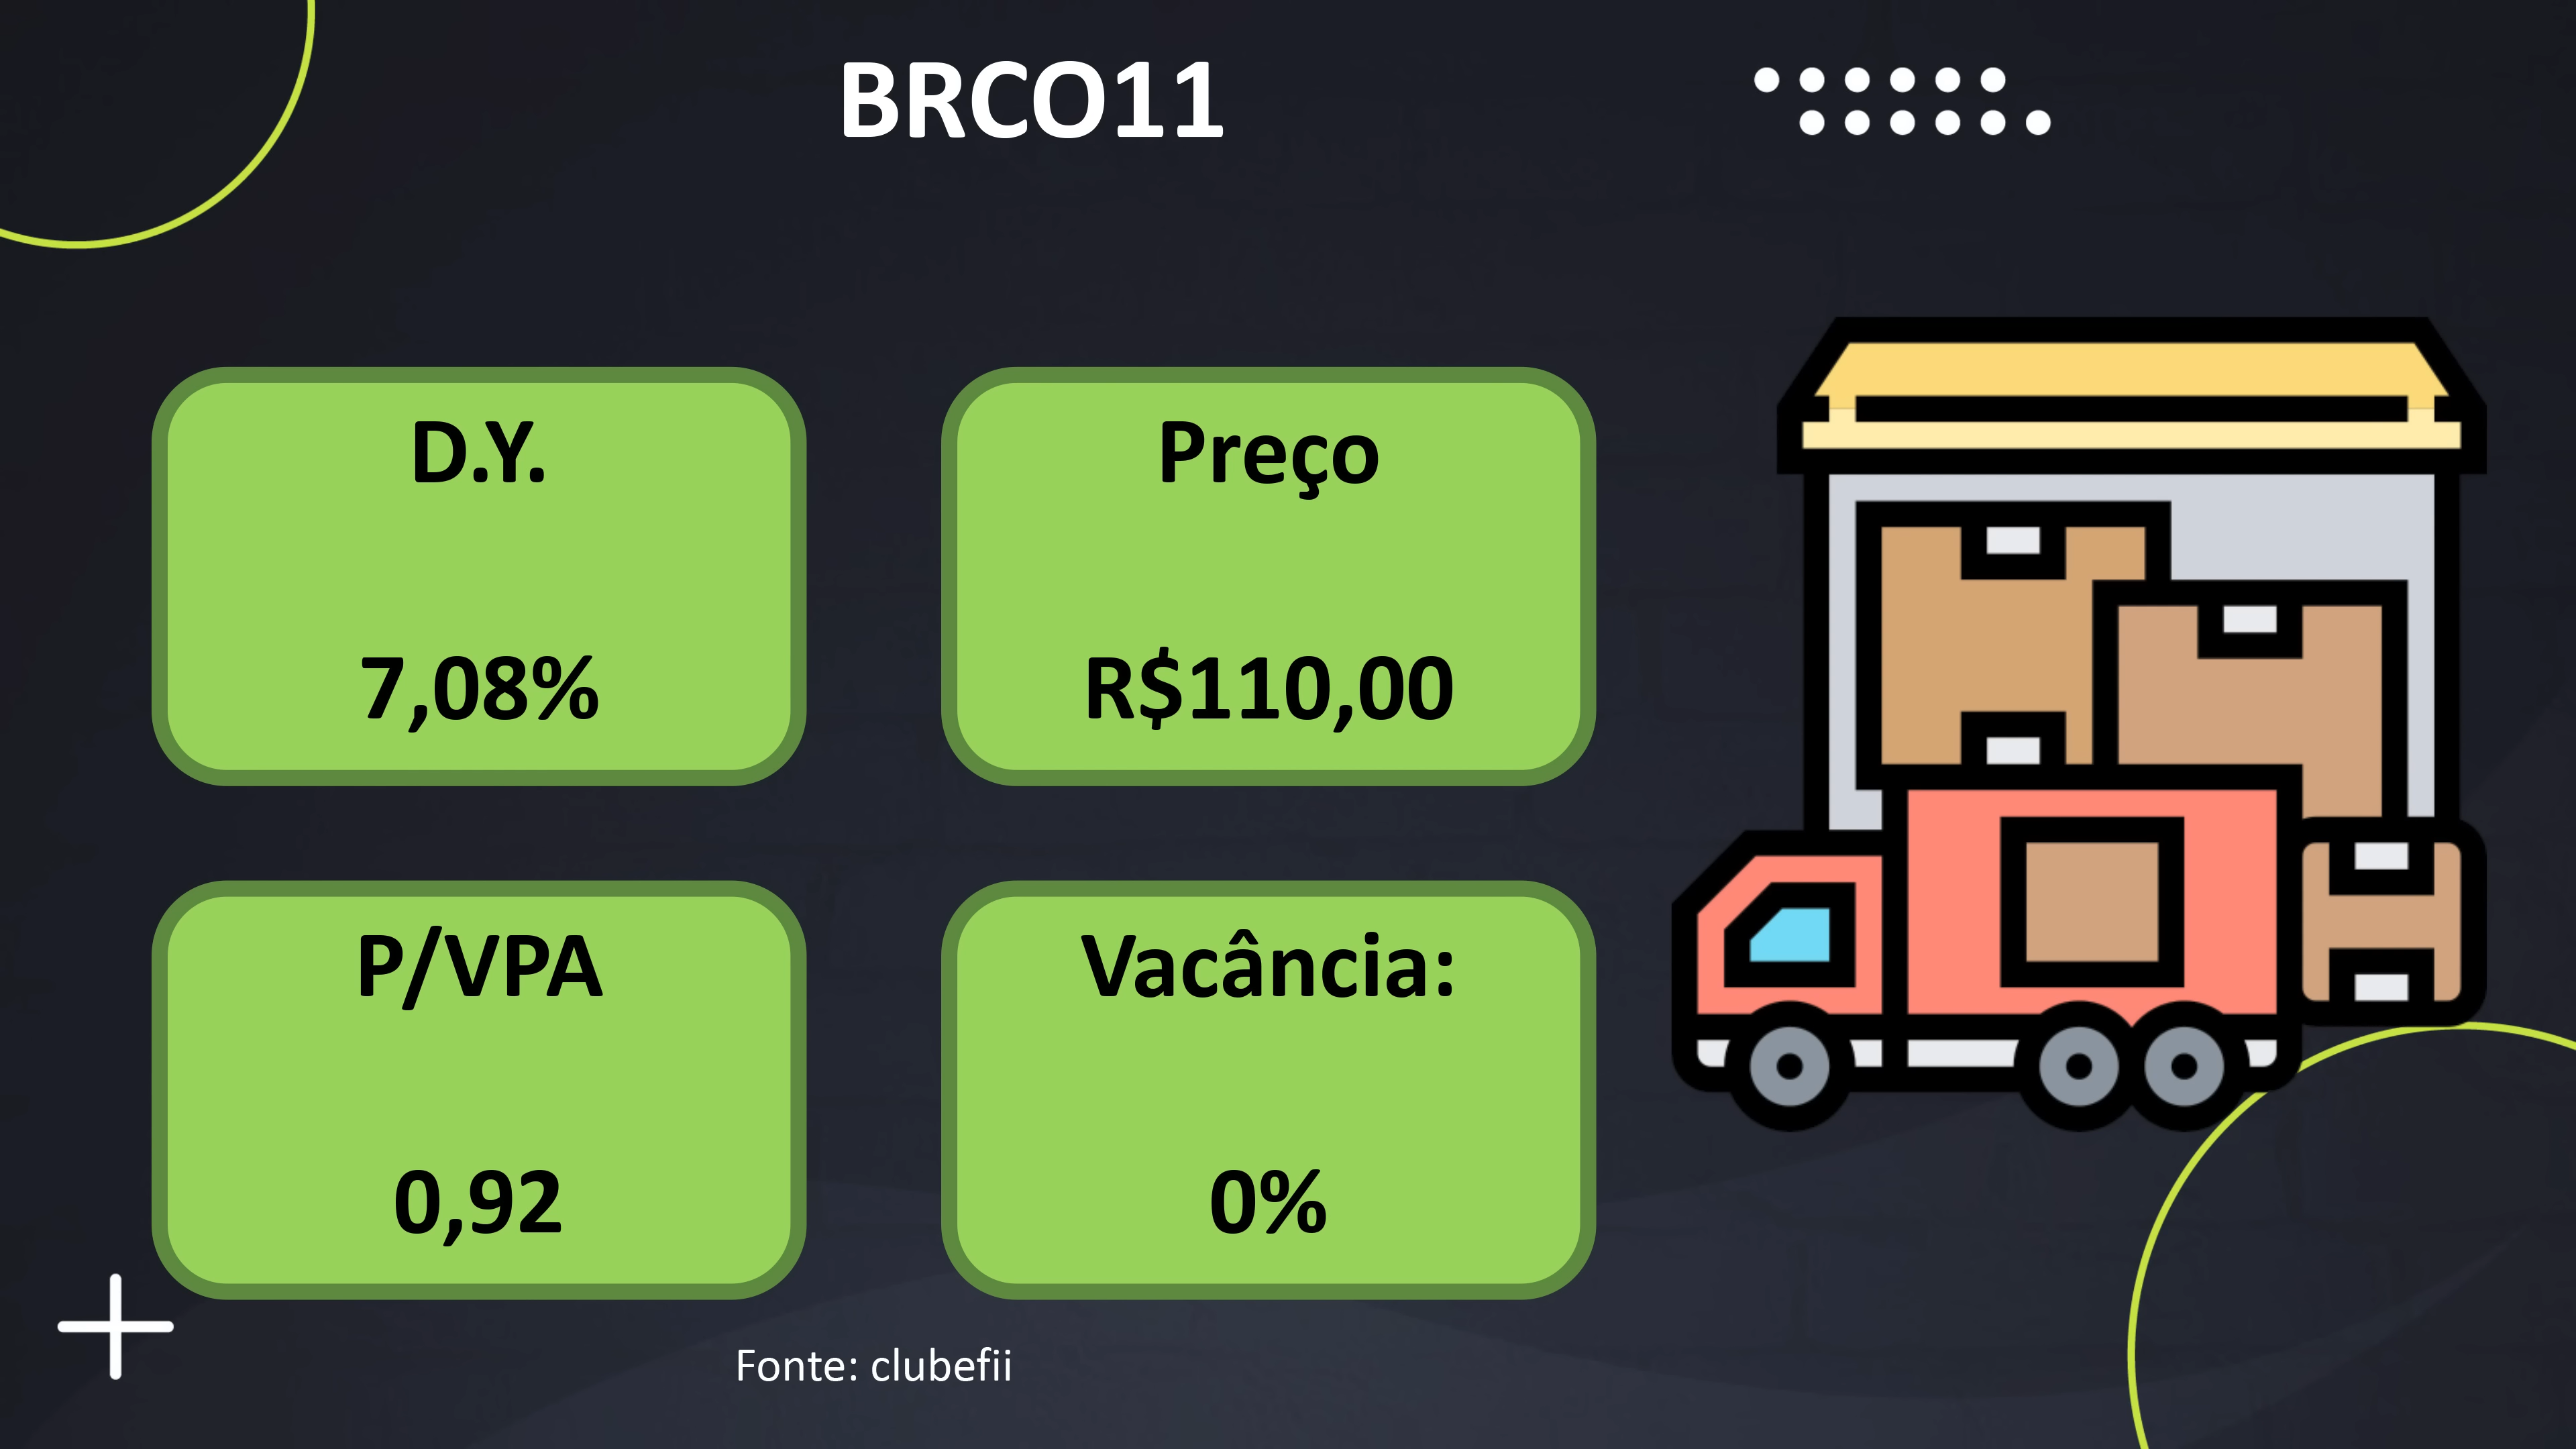 BRCO11
D.Y.
7,08%
Preço
R$110,00
P/VPA
0,92
Vacância:
0%
Fonte: clubefii